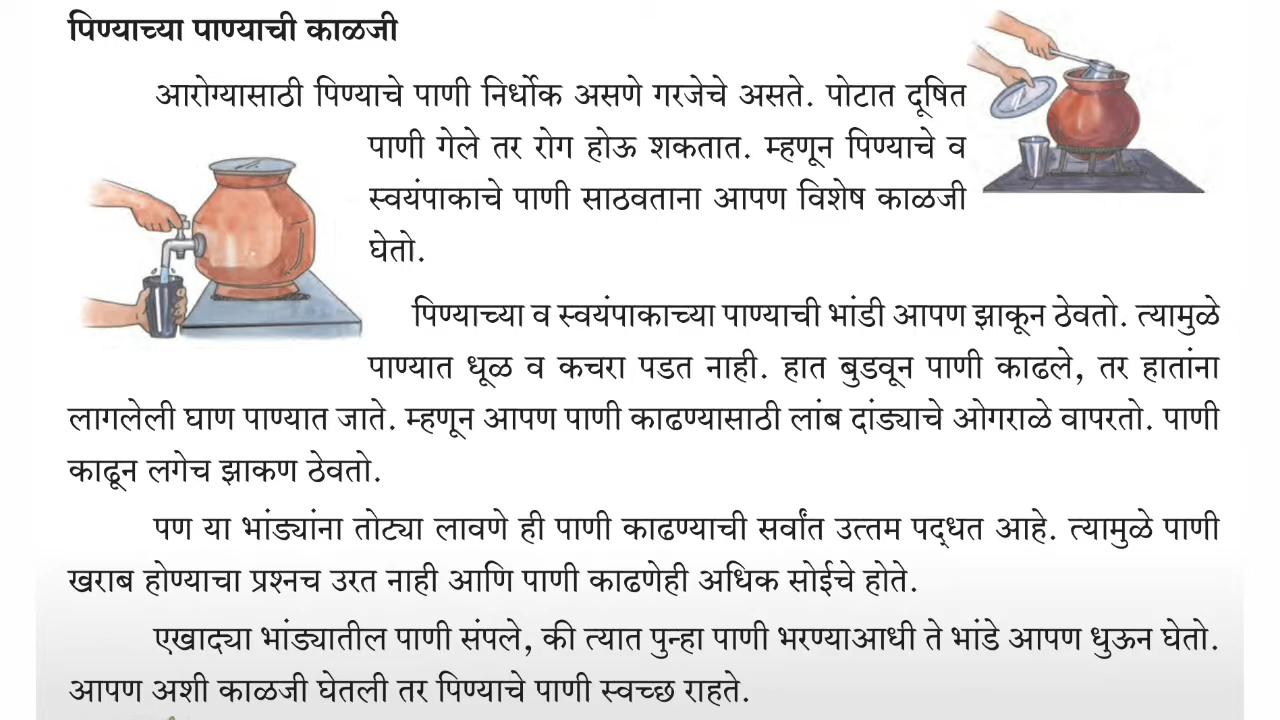 पिण्याच्या पाण्याची काळजी
आरोग्यासाठी पिण्याचे पाणी निर्धोक असणे गरजेचे असते. पोटात दूषित
पाणी गेले तर रोग होऊ शकतात. म्हणून पिण्याचे व
स्वयंपाकाचे पाणी साठवताना आपण विशेष काळजी
घेतो.
पिण्याच्या व स्वयंपाकाच्या पाण्याची भांडी आपण झाकून ठेवतो. त्यामुळे
पाण्यात धूळ व कचरा पडत नाही. हात बुडवून पाणी काढले, तर हातांना
लागलेली घाण पाण्यात जाते. म्हणून आपण पाणी काढण्यासाठी लांब दांड्याचे ओगराळे वापरतो. पाणी
काढून लगेच झाकण ठेवतो.
पण या भांड्यांना तोट्या लावणे ही पाणी काढण्याची सर्वांत उत्तम पद्धत आहे. त्यामुळे पाणी
खराब होण्याचा प्रश्नच उरत नाही आणि पाणी काढणेही अधिक सोईचे होते.
एखाद्या भांड्यातील पाणी संपले, की त्यात पुन्हा पाणी भरण्याआधी ते भांडे आपण धुऊन घेतो.
आपण अशी काळजी घेतली तर पिण्याचे पाणी स्वच्छ राहते.